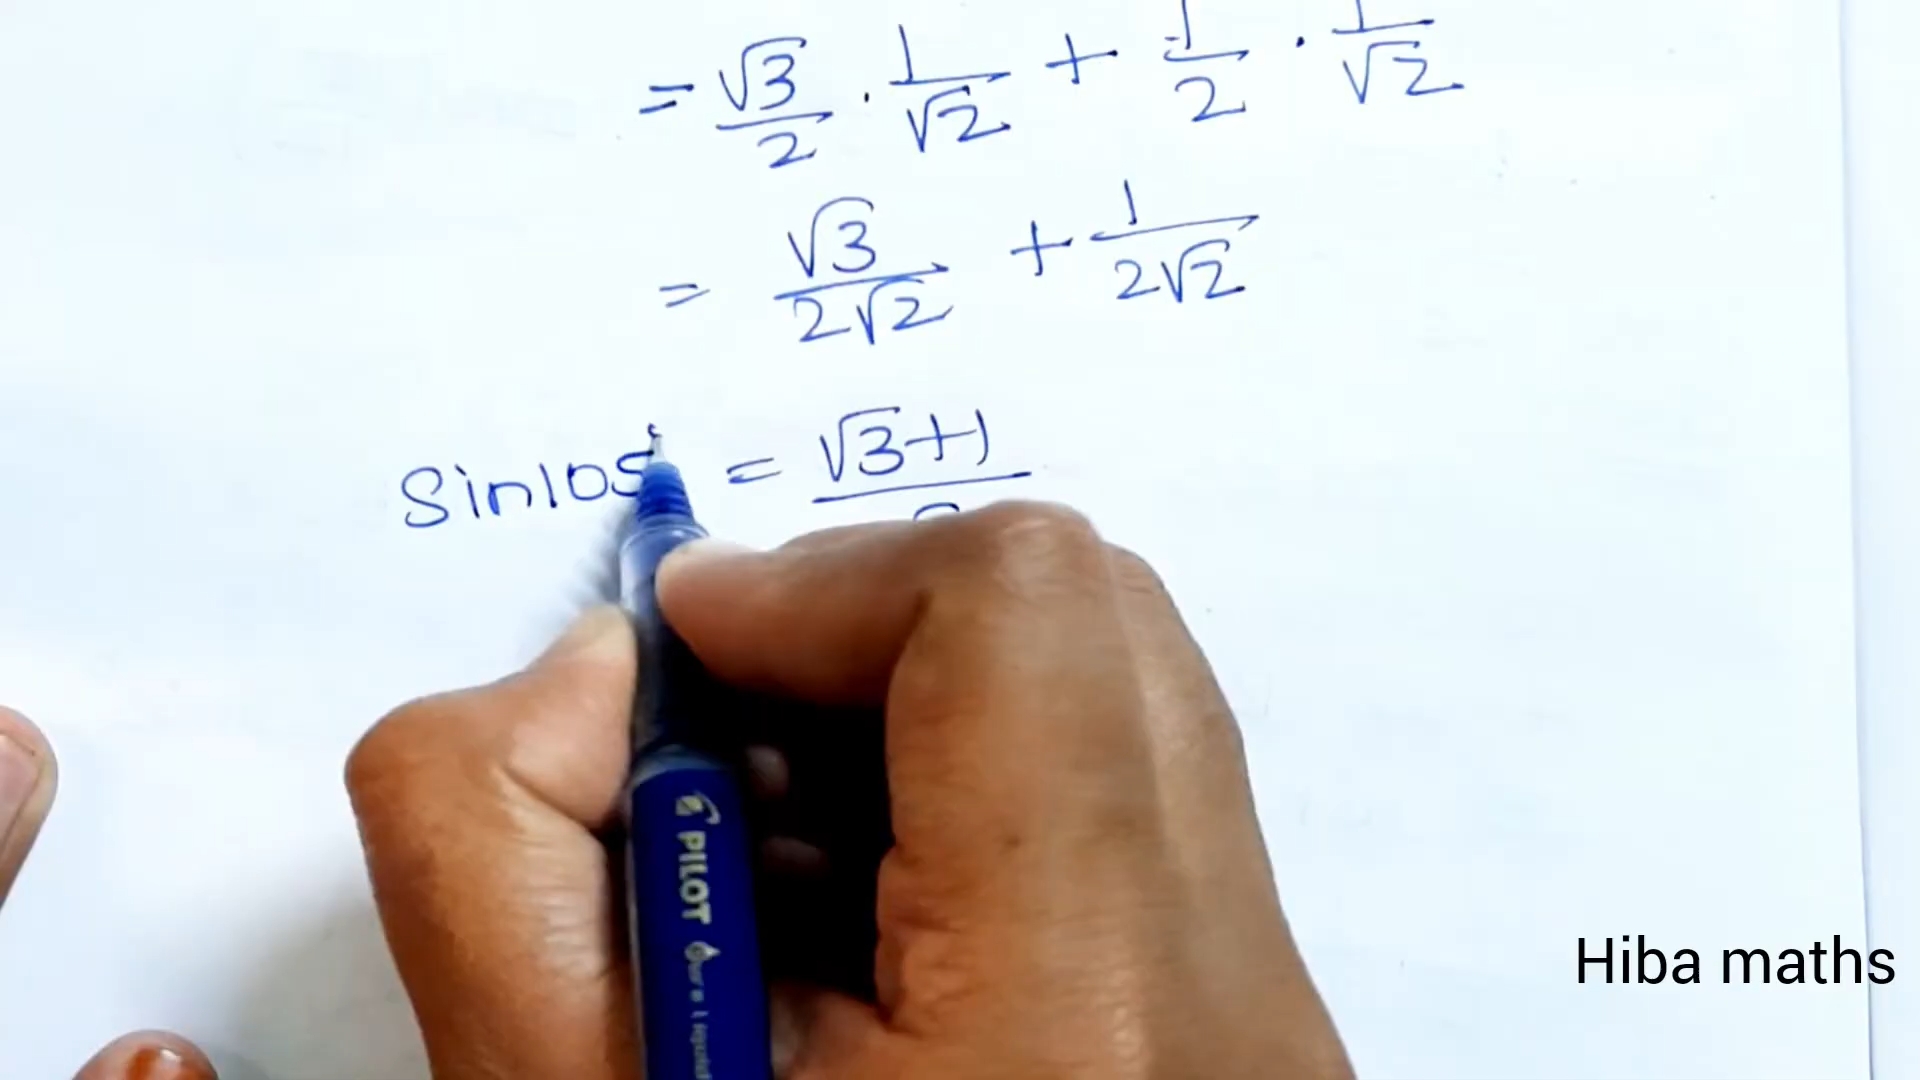 = √3/2 · 1/√2 + 1/2 · 1/√2
= √3/2√2 + 1/2√2
Sin105 = √3+1
PILOT
Hiba maths